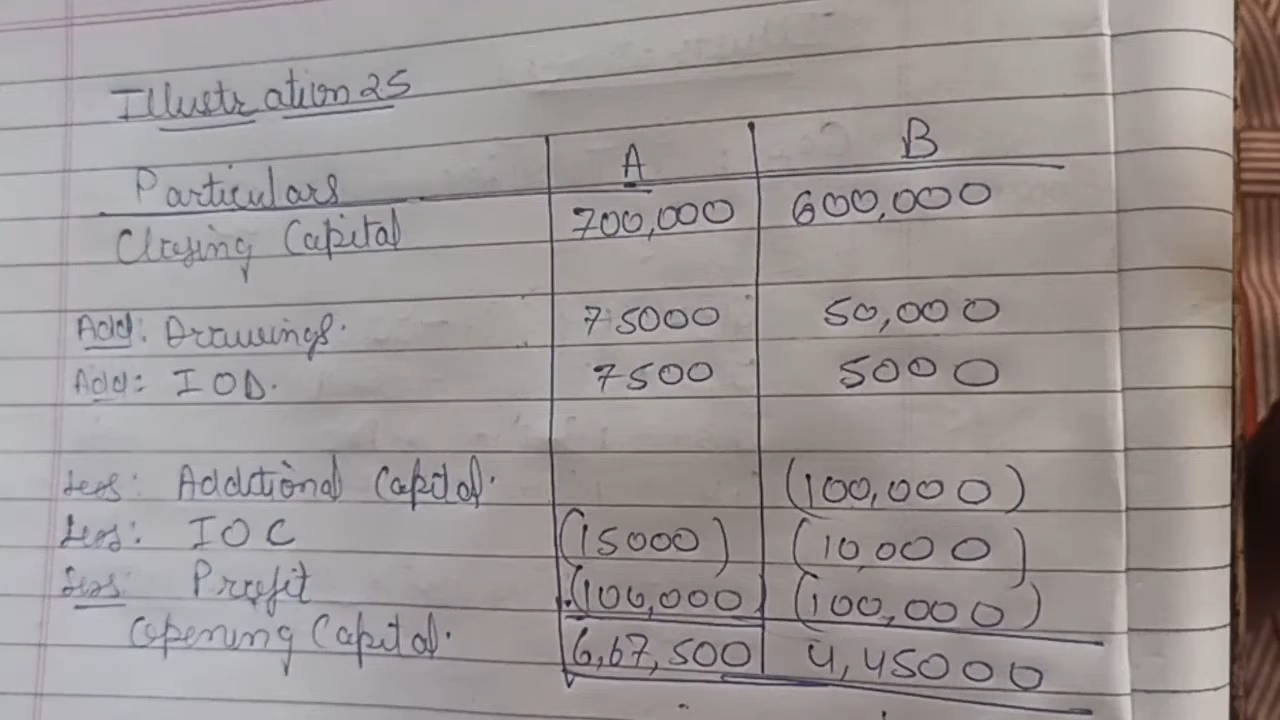 Illustration 25
Particulars A B
Closing Capital 700,000 600,000
Add: Drawings. 75000 50,000
Add: IOD. 7500 5000
Less: Additional Capital. (100,000)
Less: IOC (15000) (10,000)
Less: Profit (100,000) (100,000)
Opening Capital. 6,67,500 4,45000